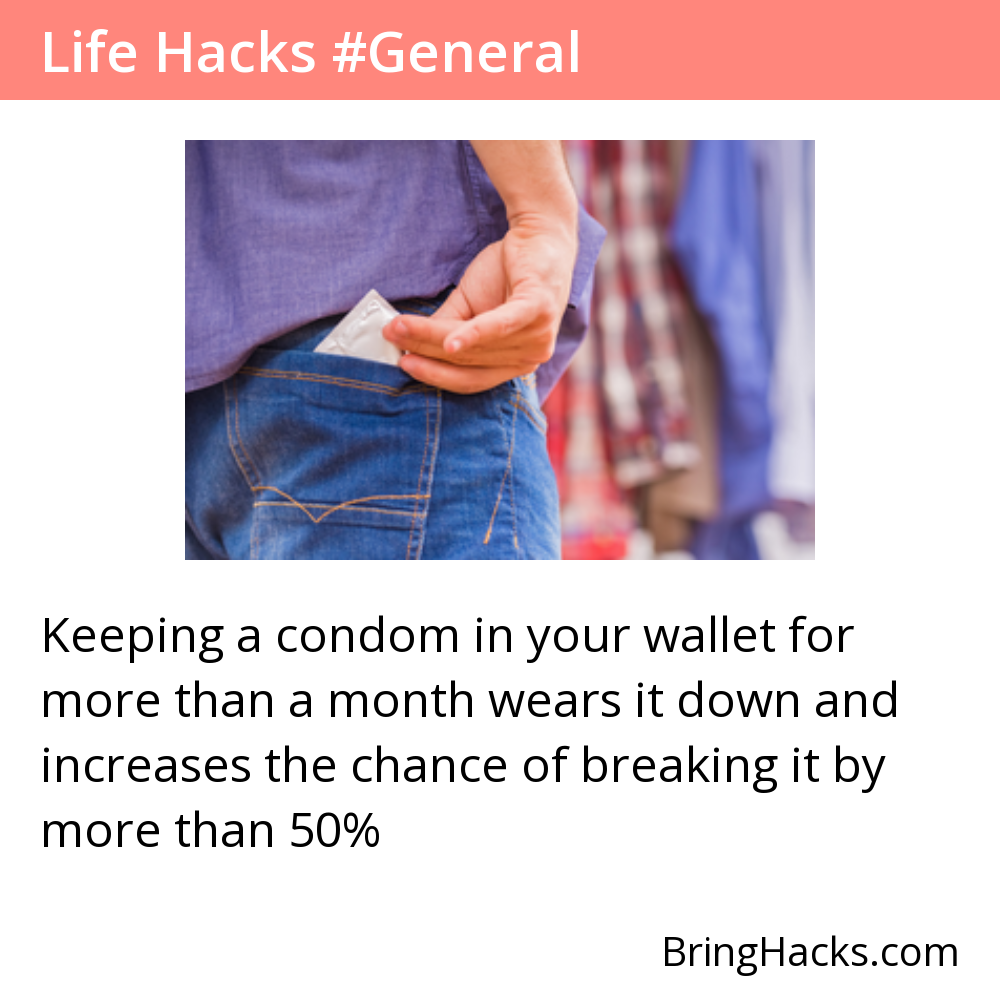 Life Hacks #General
Keeping a condom in your wallet for
more than a month wears it down and
increases the chance of breaking it by
more than 50%
BringHacks.com